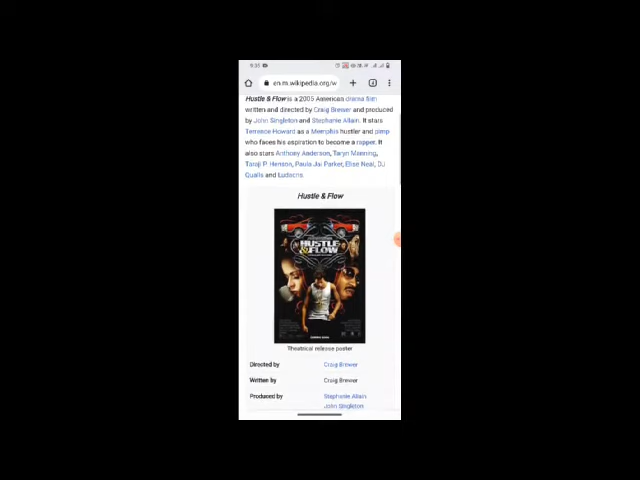 9:35
en.m.wikipedia.org/w
Hustle & Flow is a 2005 American drama film
written and directed by Craig Brewer and produced
by John Singleton and Stephanie Allain. It stars
Terrence Howard as a Memphis hustler and pimp
who faces his aspiration to become a rapper. It
also stars Anthony Anderson, Taryn Manning,
Taraji P. Henson, Paula Jai Parker, Elise Neal, DJ
Qualls and Ludacris.
Hustle & Flow
HUSTLE
& FLOW
Theatrical release poster
Directed by Craig Brewer
Written by Craig Brewer
Produced by Stephanie Allain
John Singleton